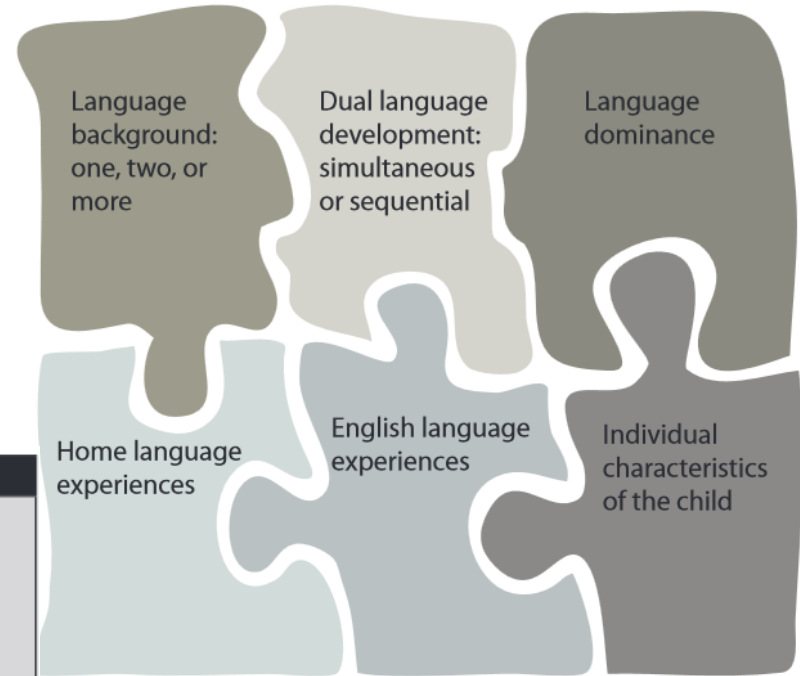 Language
background:
one, two, or
more
Dual language
development:
simultaneous
or sequential
Language
dominance
Home language
experiences
English language
experiences
Individual
characteristics
of the child